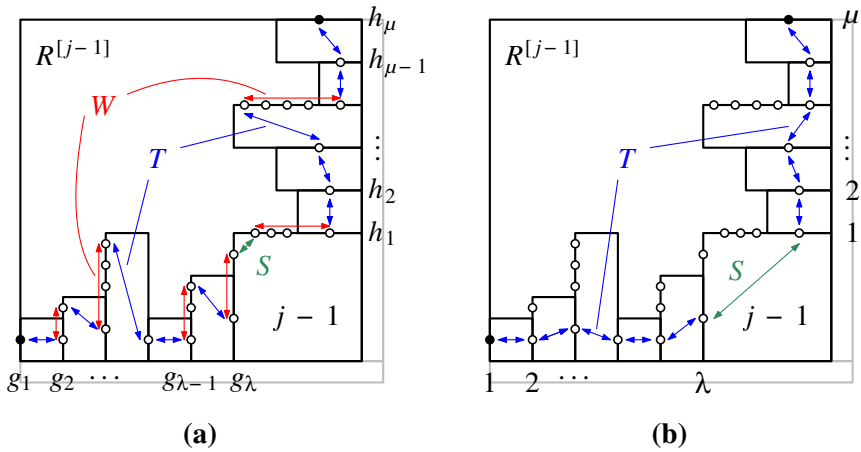 R^{[j−1]}
W
T
S
j − 1
h_μ
h_{μ−1}
⋮
h_2
h_1
g_1 g_2 ⋯ g_{λ−1} g_λ
(a)
R^{[j−1]}
T
S
j − 1
μ
⋮
2
1
1 2 ⋯ λ
(b)